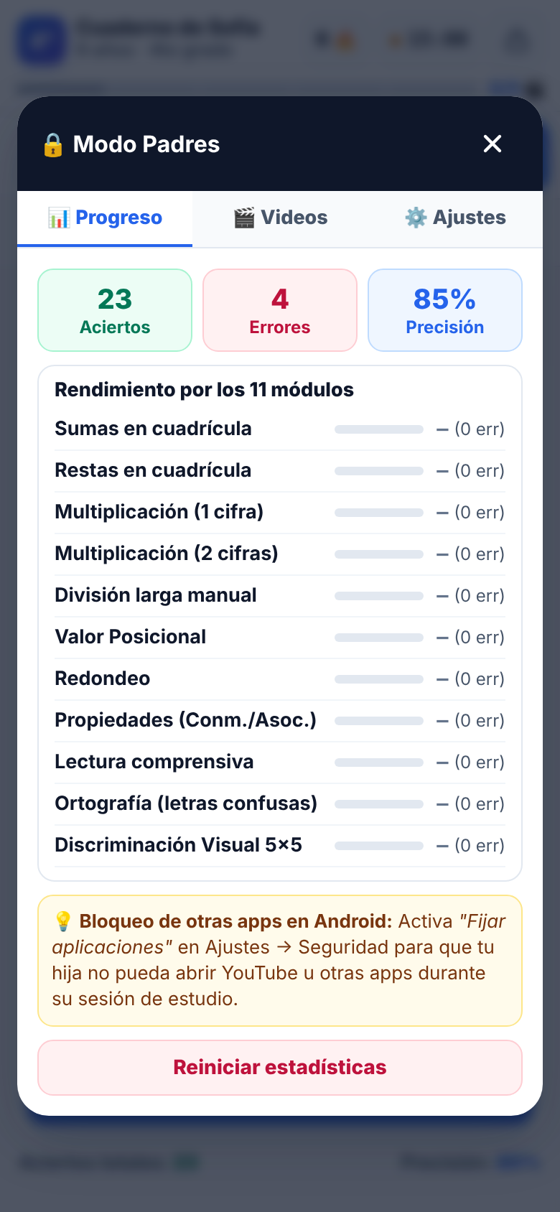 Cuaderno de Sofía
🔒 Modo Padres ✕
📊 Progreso 🎬 Videos ⚙️ Ajustes
23 4 85%
Aciertos Errores Precisión
Rendimiento por los 11 módulos
Sumas en cuadrícula — (0 err)
Restas en cuadrícula — (0 err)
Multiplicación (1 cifra) — (0 err)
Multiplicación (2 cifras) — (0 err)
División larga manual — (0 err)
Valor Posicional — (0 err)
Redondeo — (0 err)
Propiedades (Conm./Asoc.) — (0 err)
Lectura comprensiva — (0 err)
Ortografía (letras confusas) — (0 err)
Discriminación Visual 5×5 — (0 err)
💡 Bloqueo de otras apps en Android: Activa "Fijar
aplicaciones" en Ajustes → Seguridad para que tu
hija no pueda abrir YouTube u otras apps durante
su sesión de estudio.
Reiniciar estadísticas